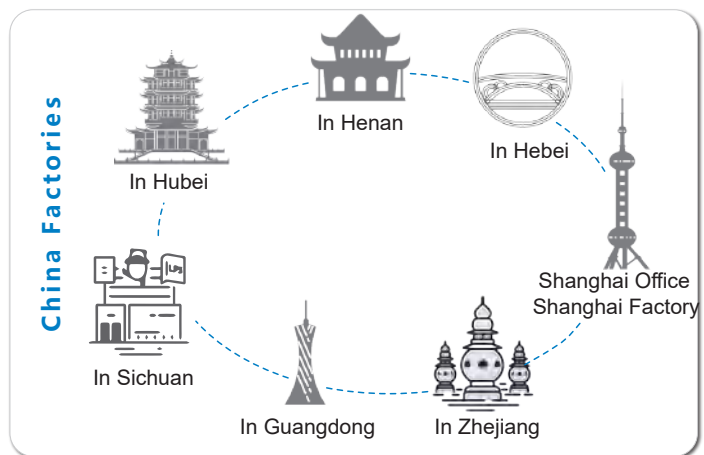 China Factories
In Henan
In Hebei
In Hubei
Shanghai Office
Shanghai Factory
In Sichuan
In Guangdong
In Zhejiang